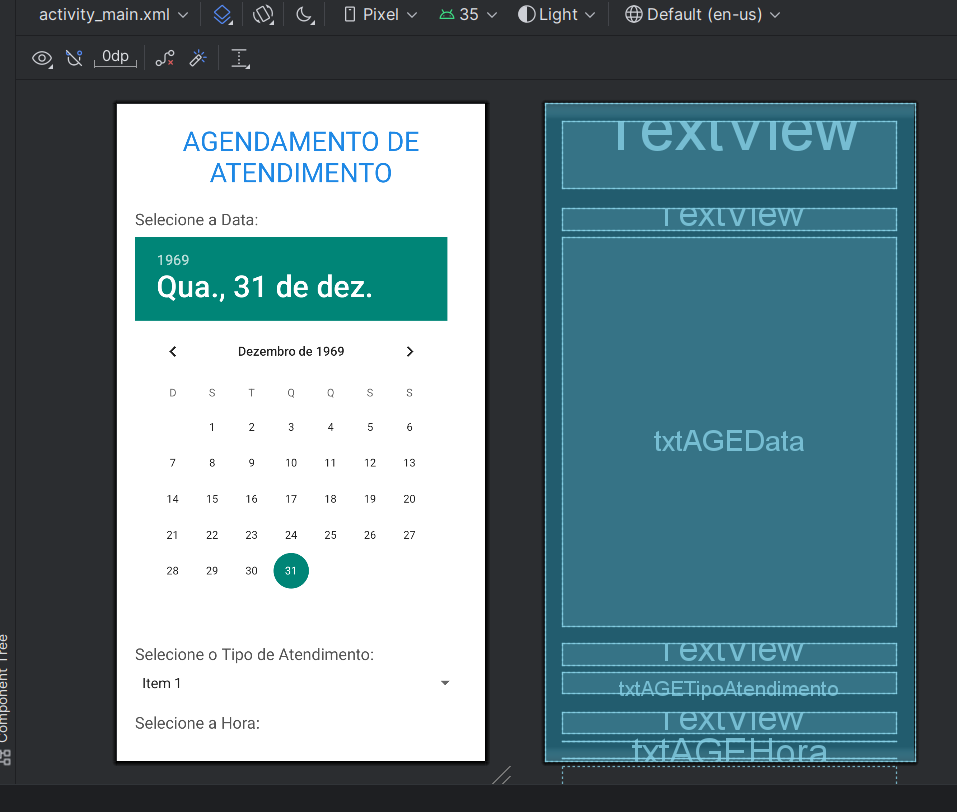 activity_main.xml Pixel 35 Light Default (en-us)
0dp
AGENDAMENTO DE
ATENDIMENTO
Selecione a Data:
1969
Qua., 31 de dez.
Dezembro de 1969
D S T Q Q S S
1 2 3 4 5 6
7 8 9 10 11 12 13
14 15 16 17 18 19 20
21 22 23 24 25 26 27
28 29 30 31
Selecione o Tipo de Atendimento:
Item 1
Selecione a Hora:
TextView
TextView
txtAGEData
TextView
txtAGETipoAtendimento
TextView
txtAGEHora
Component Tree